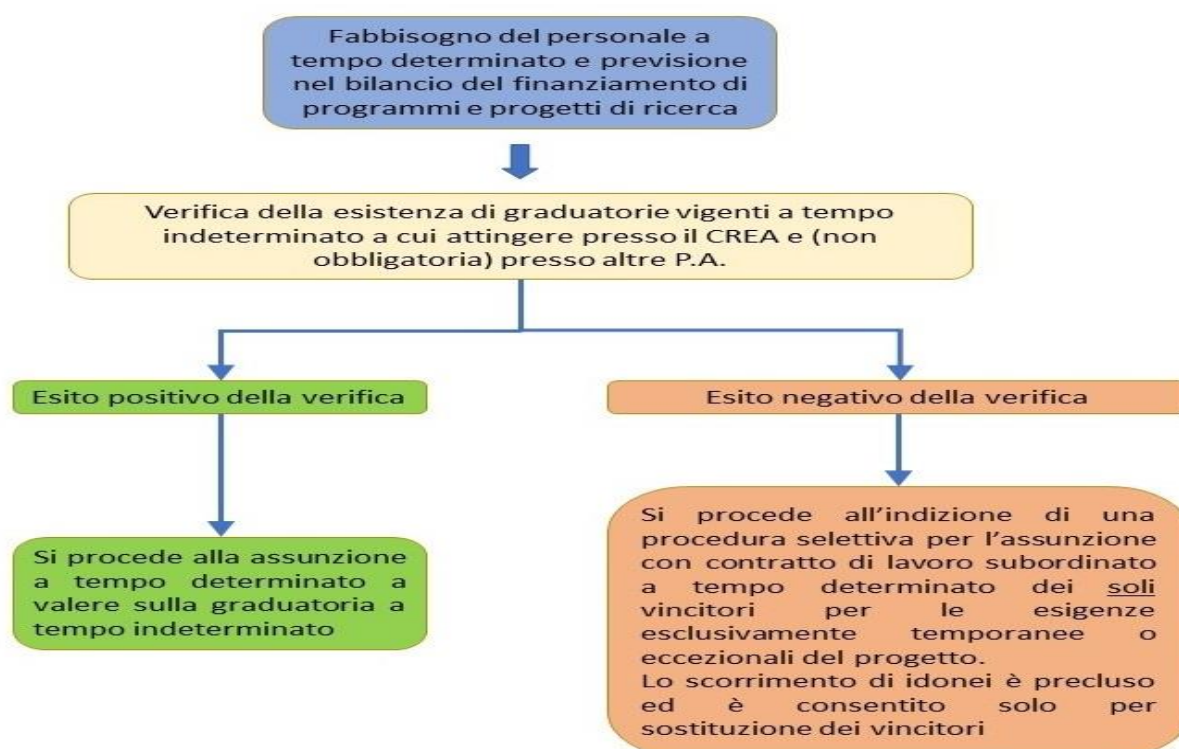 Fabbisogno del personale a
tempo determinato e previsione
nel bilancio del finanziamento di
programmi e progetti di ricerca
Verifica della esistenza di graduatorie vigenti a tempo
indeterminato a cui attingere presso il CREA e (non
obbligatoria) presso altre P.A.
Esito positivo della verifica
Esito negativo della verifica
Si procede alla assunzione
a tempo determinato a
valere sulla graduatoria a
tempo indeterminato
Si procede all'indizione di una
procedura selettiva per l'assunzione
con contratto di lavoro subordinato
a tempo determinato dei soli
vincitori per le esigenze
esclusivamente temporanee o
eccezionali del progetto.
Lo scorrimento di idonei è precluso
ed è consentito solo per
sostituzione dei vincitori